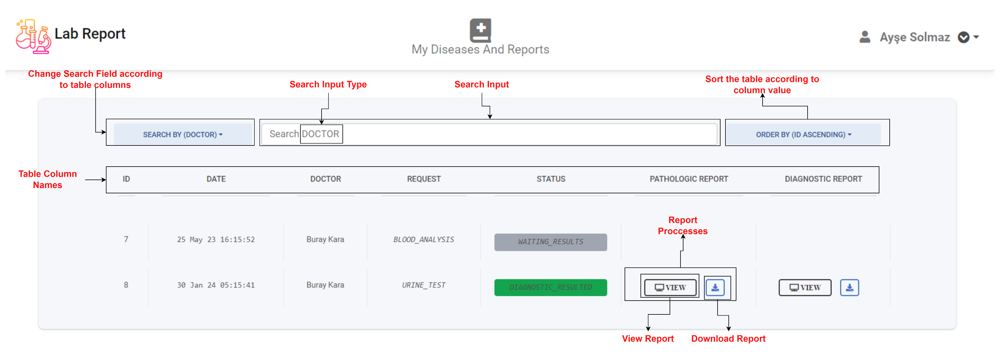 Lab Report
My Diseases And Reports
Ayşe Solmaz
Change Search Field according
to table columns
Search Input Type
Search Input
Sort the table according to
column value
SEARCH BY (DOCTOR)
Search DOCTOR
ORDER BY (ID ASCENDING)
Table Column
Names
ID DATE DOCTOR REQUEST STATUS PATHOLOGIC REPORT DIAGNOSTIC REPORT
Report
Proccesses
7 25 May 23 16:15:52 Buray Kara BLOOD_ANALYSIS WAITING_RESULTS
8 30 Jan 24 05:15:41 Buray Kara URINE_TEST DIAGNOSTIC_RESULTED VIEW VIEW
View Report
Download Report